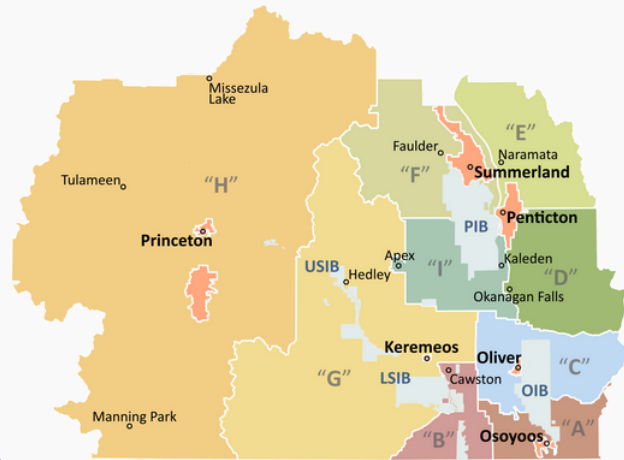 Missezula
Lake
"E"
Faulder
Naramata
"F"
Summerland
Tulameen
"H"
Penticton
PIB
Princeton
Apex
Kaleden
USIB
"I"
"D"
Hedley
Okanagan Falls
Keremeos
Oliver
"C"
"G"
LSIB
Cawston
OIB
Manning Park
"A"
"B"
Osoyoos